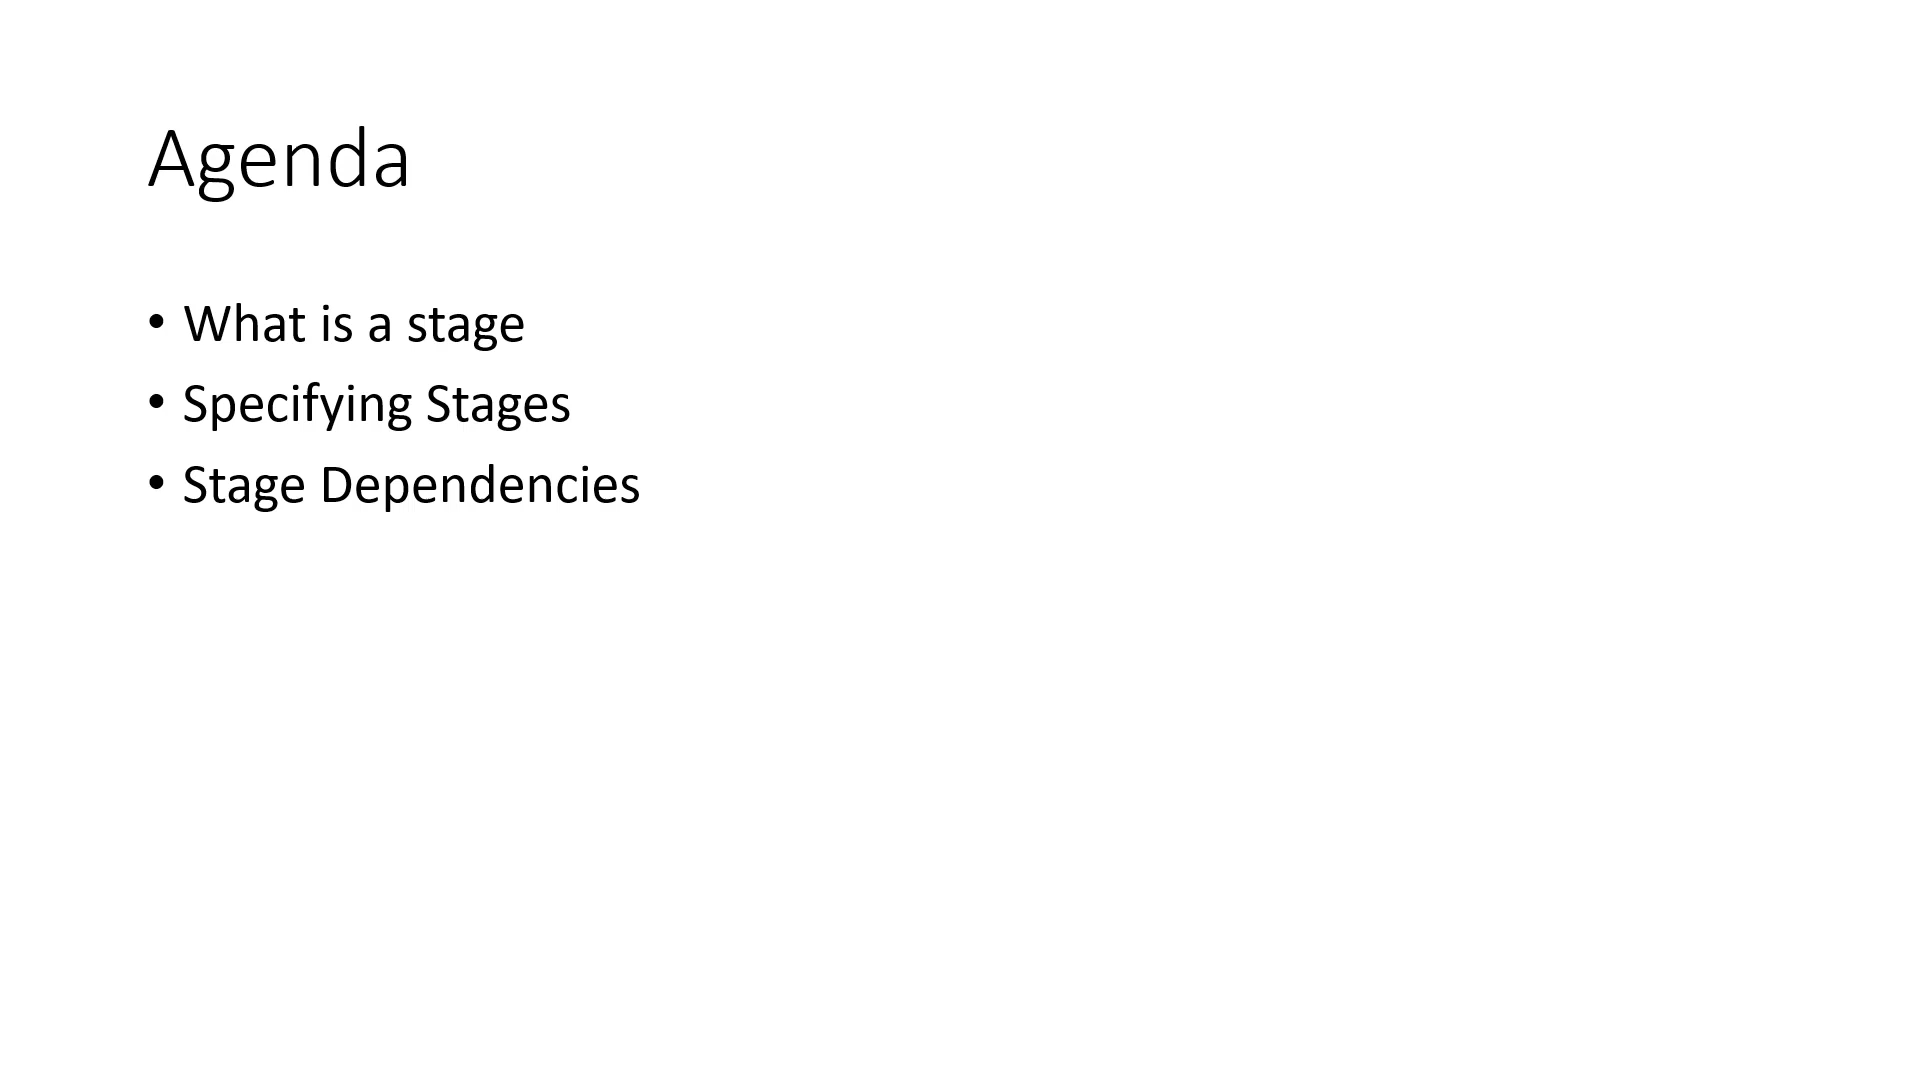 Agenda
• What is a stage
• Specifying Stages
• Stage Dependencies